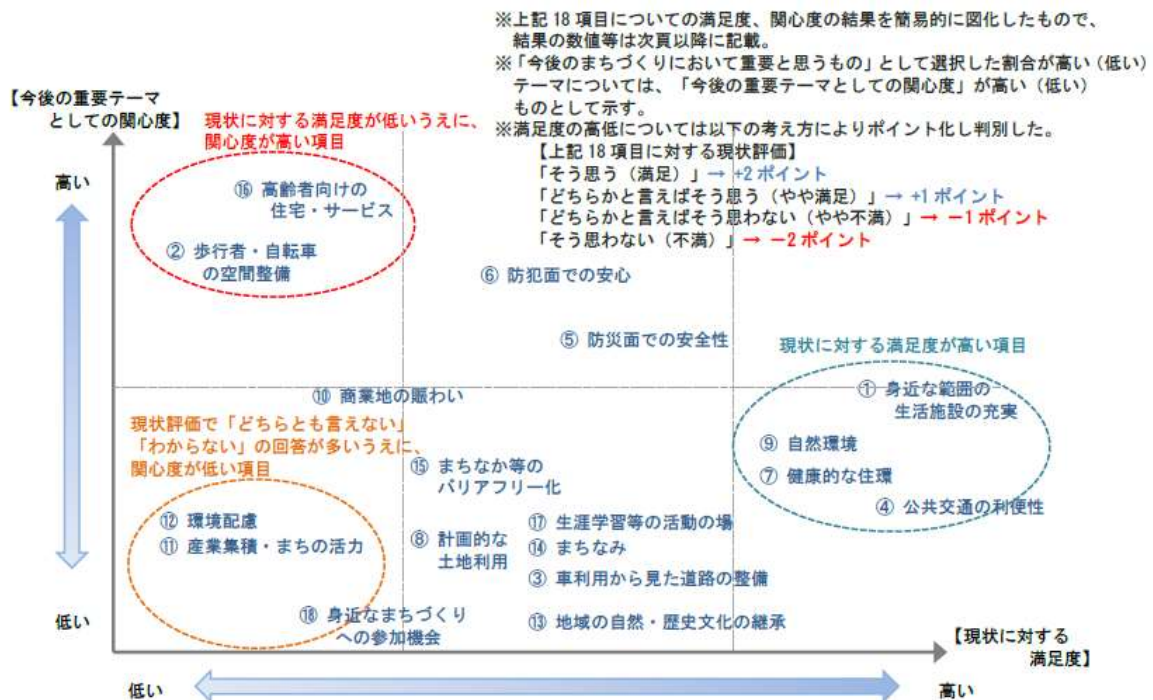 ※上記 18 項目についての満足度、関心度の結果を簡易的に図化したもので、
結果の数値等は次頁以降に記載。
※「今後のまちづくりにおいて重要と思うもの」として選択した割合が高い（低い）
テーマについては、「今後の重要テーマとしての関心度」が高い（低い）
ものとして示す。
※満足度の高低については以下の考え方によりポイント化し判別した。
【上記 18 項目に対する現状評価】
「そう思う（満足）」→ +2 ポイント
「どちらかと言えばそう思う（やや満足）」→ +1 ポイント
「どちらかと言えばそう思わない（やや不満）」→ －1 ポイント
「そう思わない（不満）」→ －2 ポイント
【今後の重要テーマ
としての関心度】
現状に対する満足度が低いうえに、
関心度が高い項目
高い
⑯ 高齢者向けの
住宅・サービス
② 歩行者・自転車
の空間整備
⑥ 防犯面での安心
⑤ 防災面での安全性
現状に対する満足度が高い項目
① 身近な範囲の
生活施設の充実
⑩ 商業地の賑わい
現状評価で「どちらとも言えない」
「わからない」の回答が多いうえに、
関心度が低い項目
⑨ 自然環境
⑮ まちなか等の
バリアフリー化
⑦ 健康的な住環
④ 公共交通の利便性
⑫ 環境配慮
⑪ 産業集積・まちの活力
⑧ 計画的な
土地利用
⑰ 生涯学習等の活動の場
⑭ まちなみ
③ 車利用から見た道路の整備
⑱ 身近なまちづくり
への参加機会
⑬ 地域の自然・歴史文化の継承
低い
【現状に対する
満足度】
低い
高い